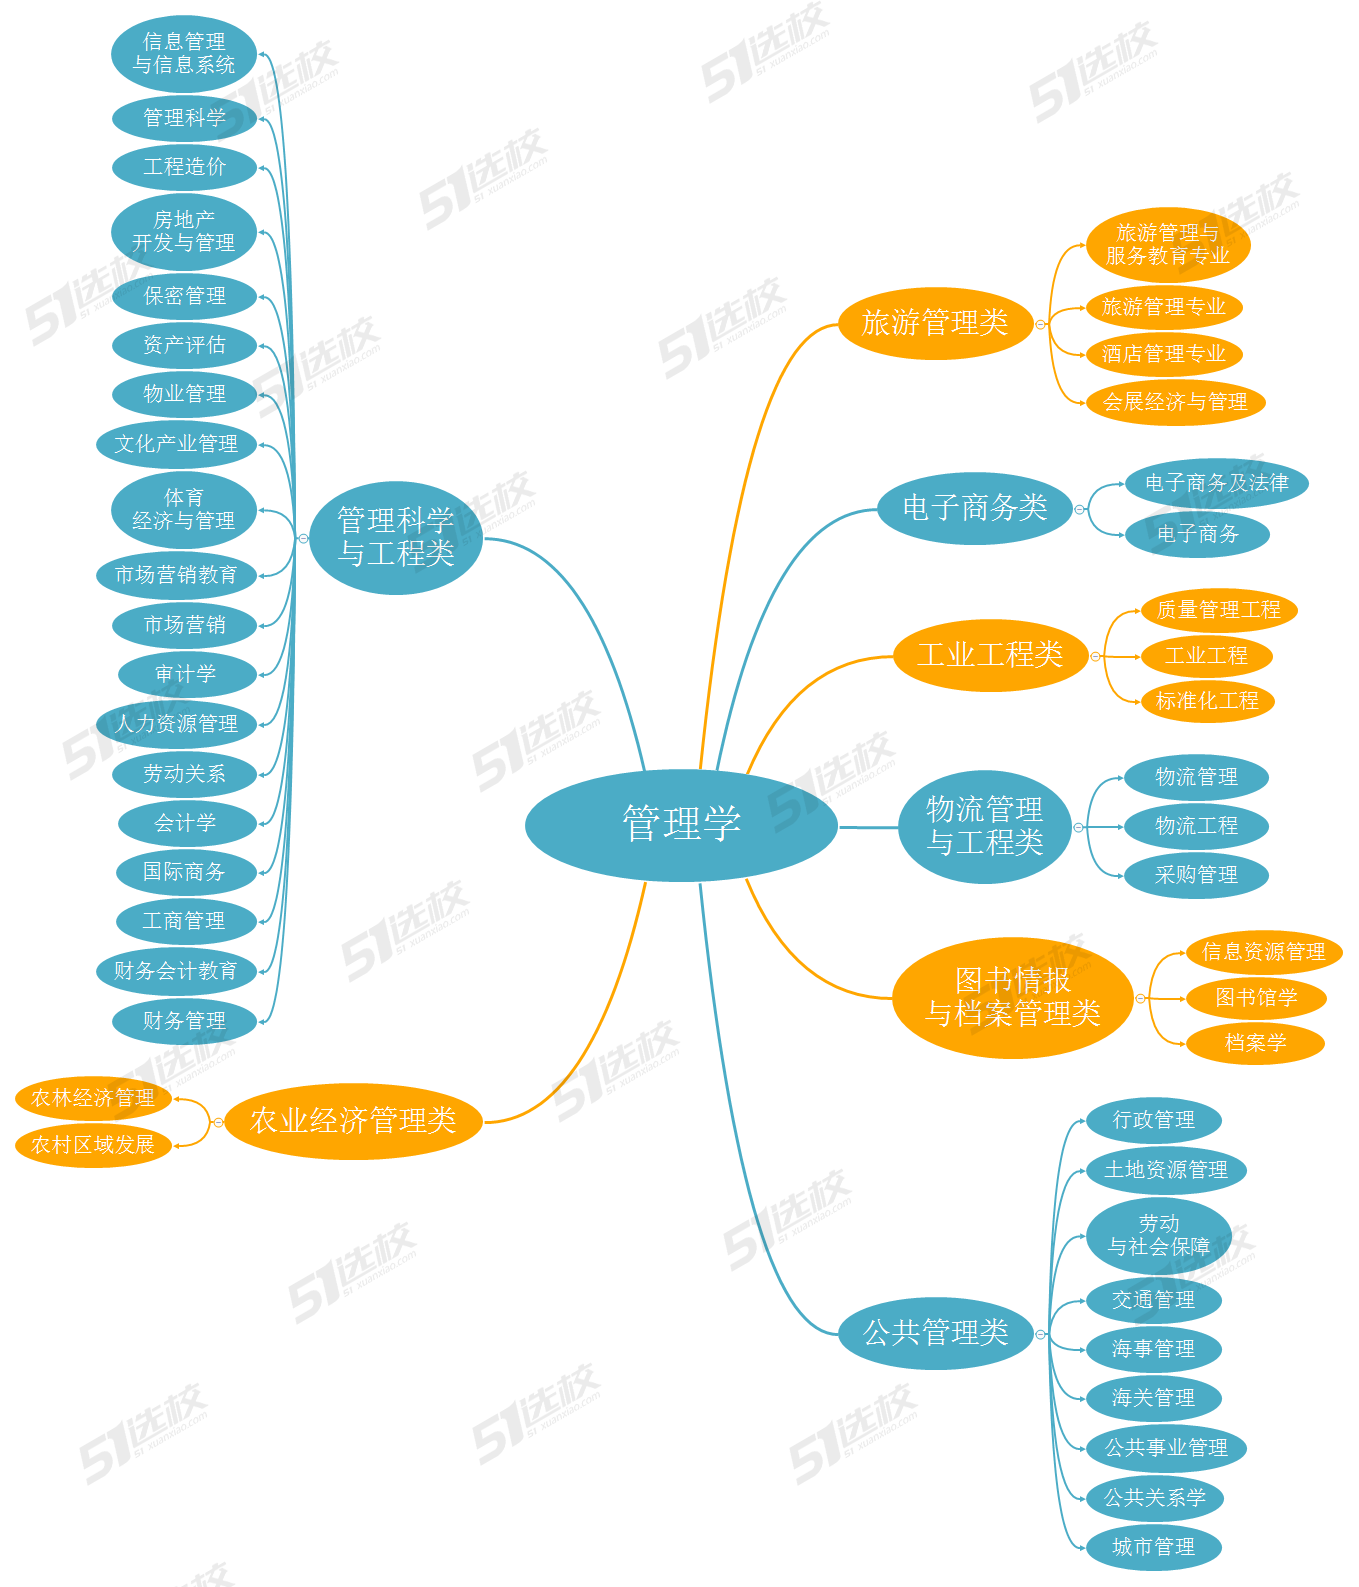 管理学
旅游管理类
旅游管理与
服务教育专业
旅游管理专业
酒店管理专业
会展经济与管理
电子商务类
电子商务及法律
电子商务
工业工程类
质量管理工程
工业工程
标准化工程
物流管理
与工程类
物流管理
物流工程
采购管理
图书情报
与档案管理类
信息资源管理
图书馆学
档案学
公共管理类
行政管理
土地资源管理
劳动
与社会保障
交通管理
海事管理
海关管理
公共事业管理
公共关系学
城市管理
管理科学
与工程类
信息管理
与信息系统
管理科学
工程造价
房地产
开发与管理
保密管理
资产评估
物业管理
文化产业管理
体育
经济与管理
市场营销教育
市场营销
审计学
人力资源管理
劳动关系
会计学
国际商务
工商管理
财务会计教育
财务管理
农业经济管理类
农林经济管理
农村区域发展
51选校
51xuanxiao.com